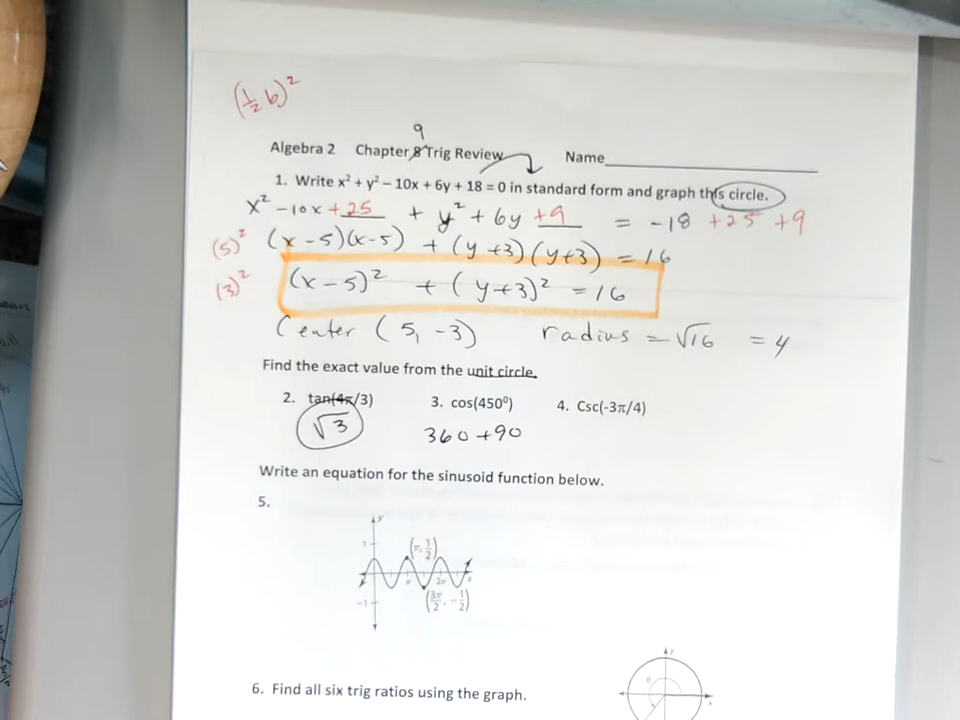 (1/2 b)²
9
Algebra 2 Chapter 8 Trig Review Name
1. Write x² + y² – 10x + 6y + 18 = 0 in standard form and graph this circle.
x² - 10x + 25 + y² + 6y + 9 = -18 + 25 + 9
(5)² (x - 5)(x - 5) + (y + 3)(y + 3) = 16
(3)² (x - 5)² + (y + 3)² = 16
Center (5, -3) radius = √16 = 4
Find the exact value from the unit circle.
2. tan(4π/3) 3. cos(450⁰) 4. Csc(-3π/4)
√3 360 + 90
Write an equation for the sinusoid function below.
5.
y
1
(π, 1/2)
π 2π x
-1
(3π/2, -1/2)
6. Find all six trig ratios using the graph.
y
θ
x